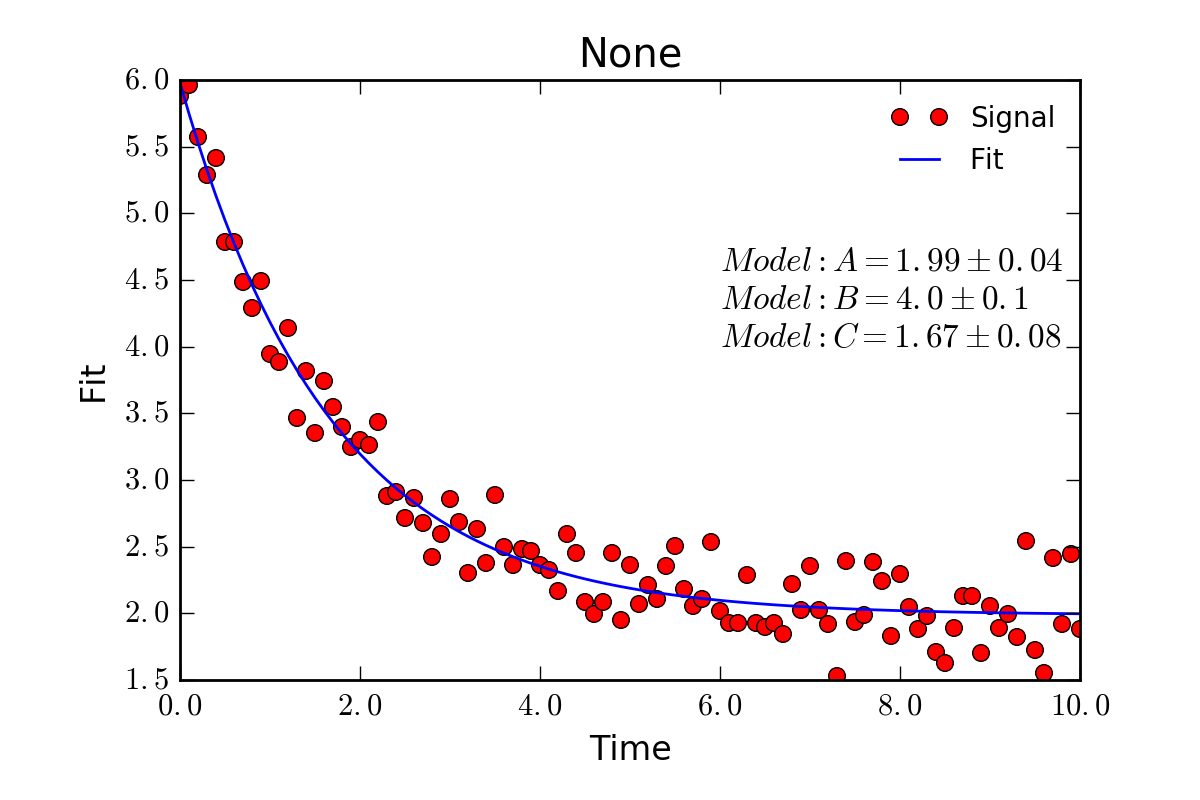 None
6.0
5.5
5.0
4.5
4.0
3.5
3.0
2.5
2.0
1.5
Fit
Signal
Fit
Model : A = 1.99 ± 0.04
Model : B = 4.0 ± 0.1
Model : C = 1.67 ± 0.08
0.0 2.0 4.0 6.0 8.0 10.0
Time